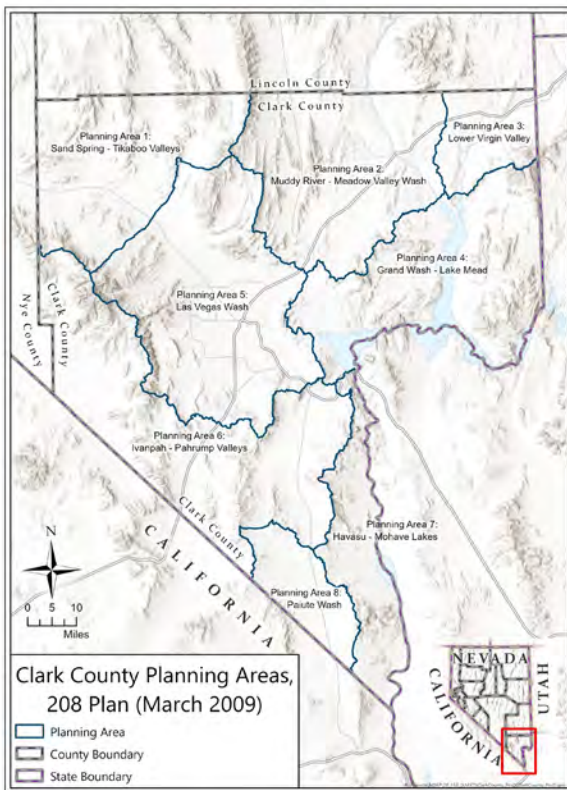 Lincoln County
Clark County
Planning Area 1:
Sand Spring - Tikaboo Valleys
Planning Area 3:
Lower Virgin Valley
Planning Area 2:
Muddy River - Meadow Valley Wash
Planning Area 4:
Grand Wash - Lake Mead
Planning Area 5:
Las Vegas Wash
Nye County
Clark County
Planning Area 6:
Ivanpah - Pahrump Valleys
Clark County
CALIFORNIA
Planning Area 7:
Havasu - Mohave Lakes
Planning Area 8:
Paiute Wash
N
0 5 10
Miles
Clark County Planning Areas,
208 Plan (March 2009)
Planning Area
County Boundary
State Boundary
NEVADA
UTAH
CALIFORNIA